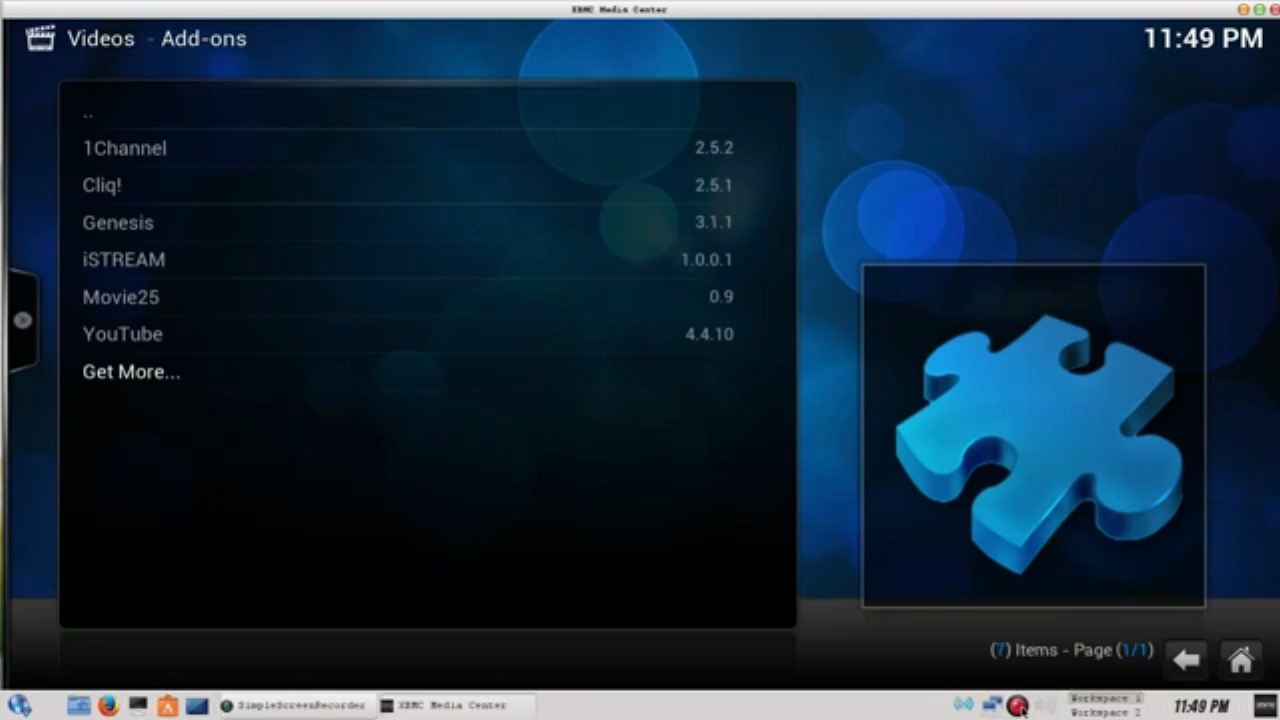 XBMC Media Center
Videos - Add-ons
11:49 PM
..
1Channel 2.5.2
Cliq! 2.5.1
Genesis 3.1.1
iSTREAM 1.0.0.1
Movie25 0.9
YouTube 4.4.10
Get More...
(7) Items - Page (1/1)
SimpleScreenRecorder
XBMC Media Center
Workspace 1
Workspace 2
11:49 PM